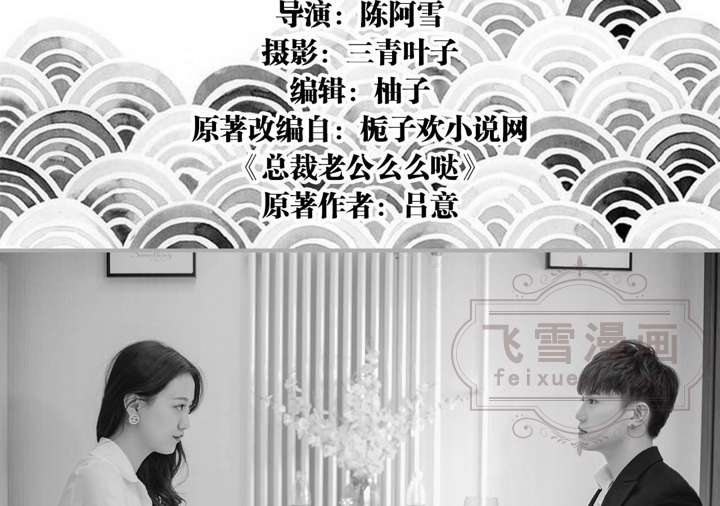 导演：陈阿雪
摄影：三青叶子
编辑：柚子
原著改编自：栀子欢小说网
《总裁老公么么哒》
原著作者：吕意
飞雪漫画
feixue